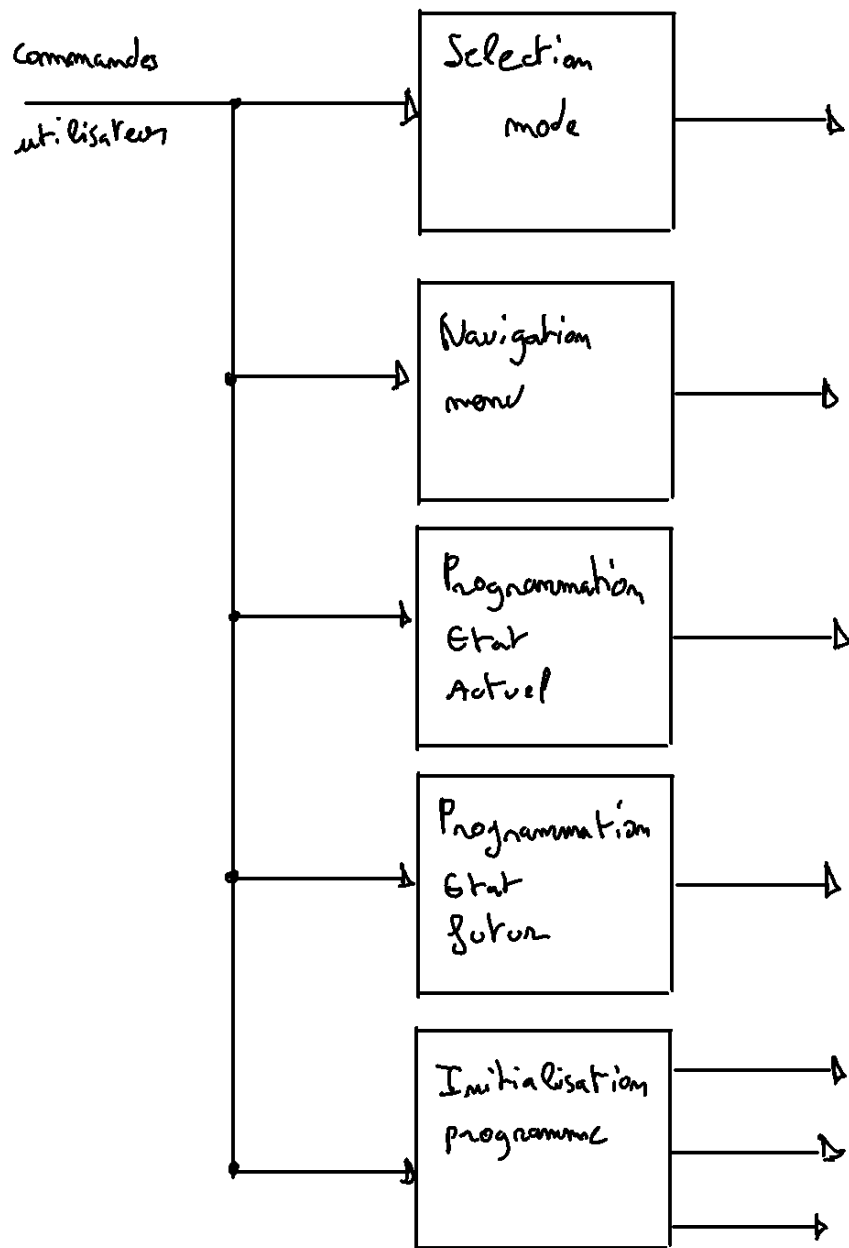 Commandes
utilisateur
Selection
mode
Navigation
menu
Programmation
Etat
Actuel
Programmation
Etat
futur
Initialisation
programme